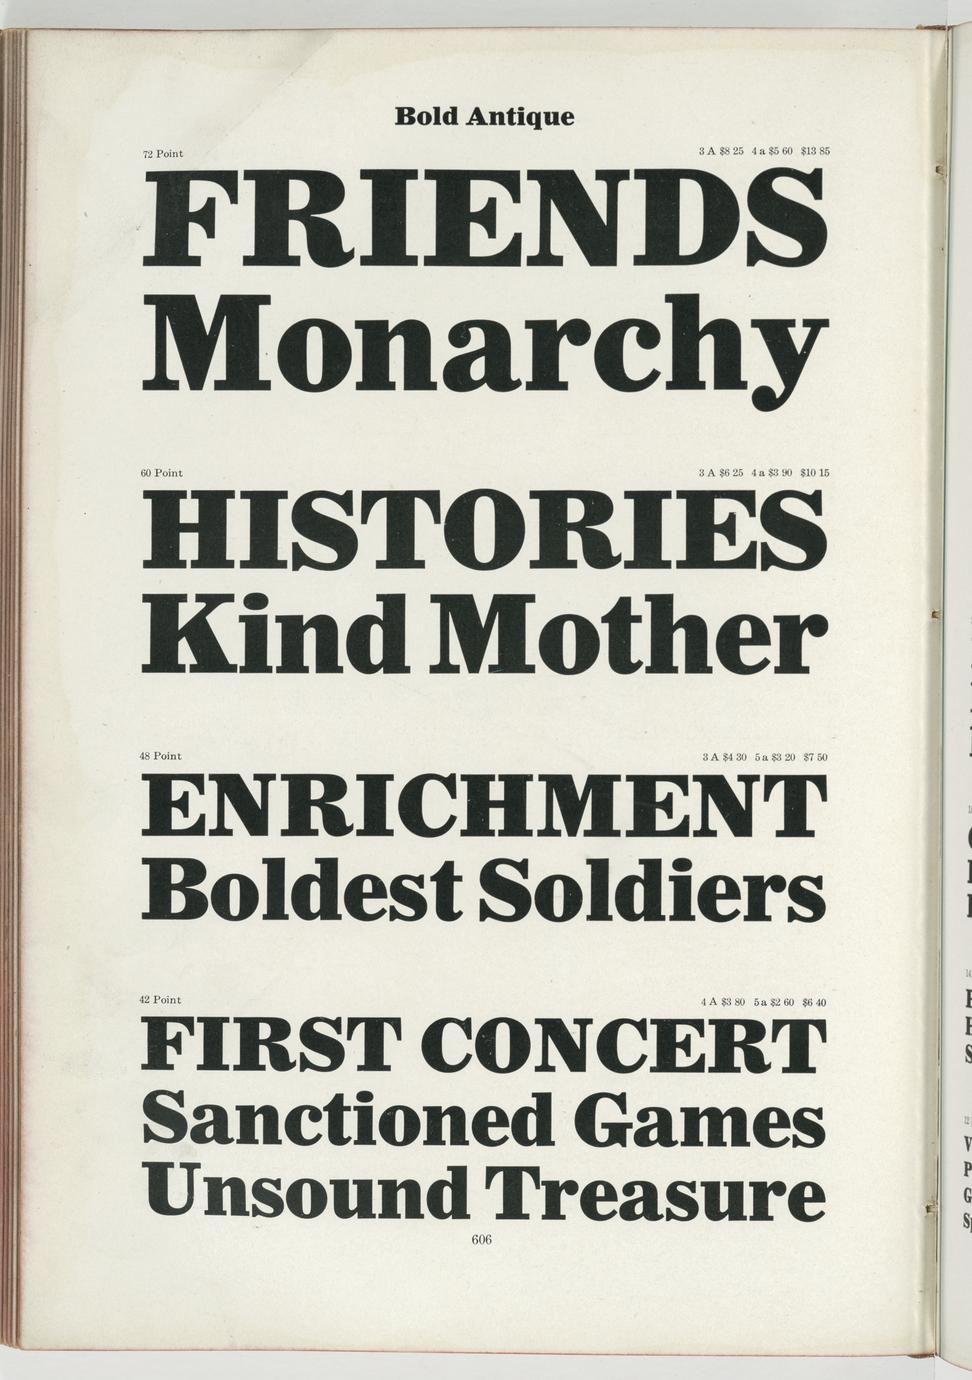 Bold Antique
72 Point 3 A $8 25 4 a $5 60 $13 85
FRIENDS
Monarchy
60 Point 3 A $6 25 4 a $3 90 $10 15
HISTORIES
Kind Mother
48 Point 3 A $4 30 5 a $3 20 $7 50
ENRICHMENT
Boldest Soldiers
42 Point 4 A $3 80 5 a $2 60 $6 40
FIRST CONCERT
Sanctioned Games
Unsound Treasure
606